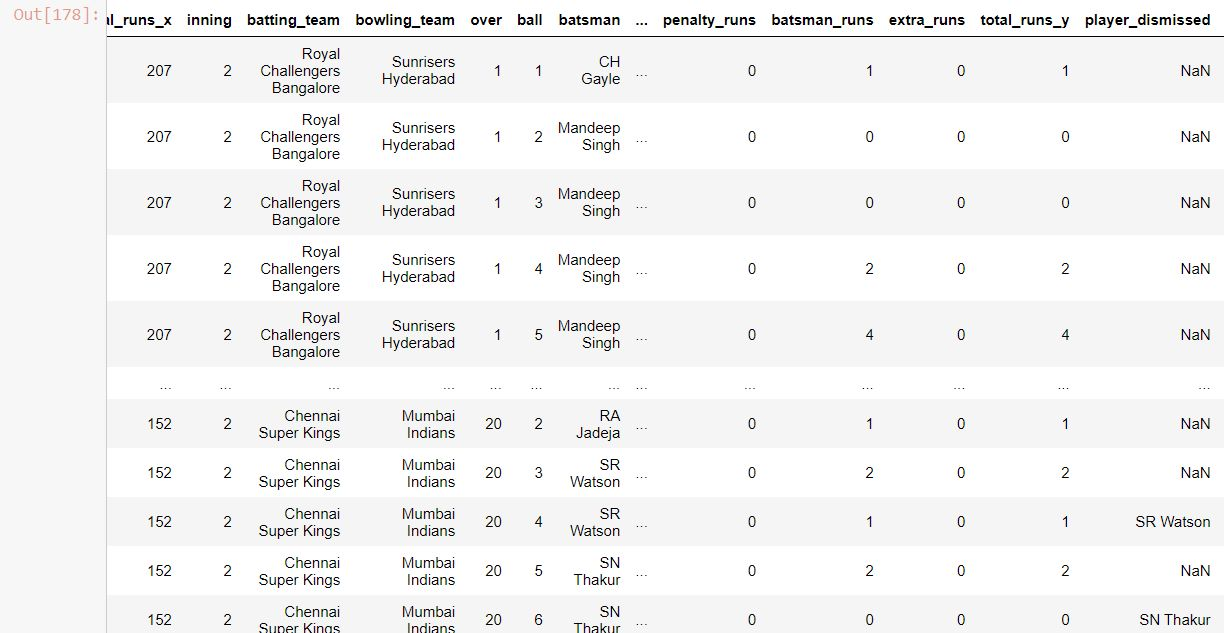 Out[178]:
al_runs_x inning batting_team bowling_team over ball batsman ... penalty_runs batsman_runs extra_runs total_runs_y player_dismissed
207 2 Royal Challengers Bangalore Sunrisers Hyderabad 1 1 CH Gayle ... 0 1 0 1 NaN
207 2 Royal Challengers Bangalore Sunrisers Hyderabad 1 2 Mandeep Singh ... 0 0 0 0 NaN
207 2 Royal Challengers Bangalore Sunrisers Hyderabad 1 3 Mandeep Singh ... 0 0 0 0 NaN
207 2 Royal Challengers Bangalore Sunrisers Hyderabad 1 4 Mandeep Singh ... 0 2 0 2 NaN
207 2 Royal Challengers Bangalore Sunrisers Hyderabad 1 5 Mandeep Singh ... 0 4 0 4 NaN
... ... ... ... ... ... ... ... ... ... ... ... ...
152 2 Chennai Super Kings Mumbai Indians 20 2 RA Jadeja ... 0 1 0 1 NaN
152 2 Chennai Super Kings Mumbai Indians 20 3 SR Watson ... 0 2 0 2 NaN
152 2 Chennai Super Kings Mumbai Indians 20 4 SR Watson ... 0 1 0 1 SR Watson
152 2 Chennai Super Kings Mumbai Indians 20 5 SN Thakur ... 0 2 0 2 NaN
152 2 Chennai Super Kings Mumbai Indians 20 6 SN Thakur ... 0 0 0 0 SN Thakur